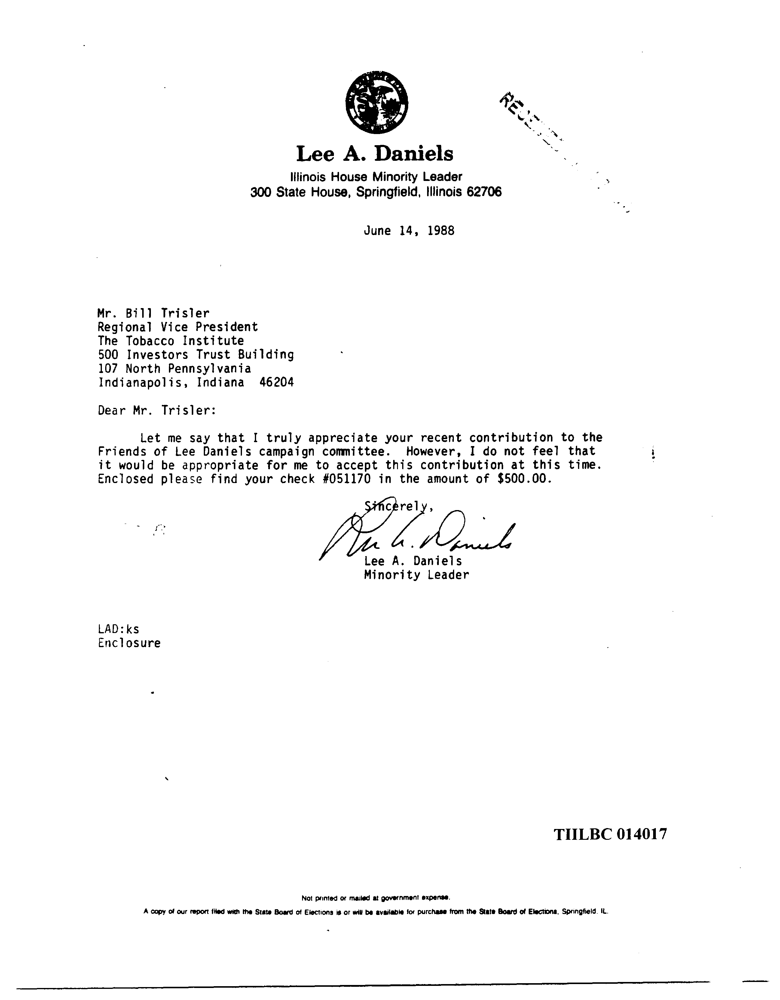 Lee A. Daniels
Illinois House Minority Leader
300 State House, Springfield, Illinois 62706
June 14, 1988
Mr. Bill Trisler
Regional Vice President
The Tobacco Institute
500 Investors Trust Building
107 North Pennsylvania
Indianapolis, Indiana 46204
Dear Mr. Trisler:
Let me say that I truly appreciate your recent contribution to the
Friends of Lee Daniels campaign committee. However, I do not feel that
it would be appropriate for me to accept this contribution at this time.
Enclosed please find your check #051170 in the amount of $500.00.
Sincerely,
Lee A. Daniels
Lee A. Daniels
Minority Leader
LAD:ks
Enclosure
TIILBC 014017
Not printed or mailed at government expense.
A copy of our report filed with the State Board of Elections is or will be available for purchase from the State Board of Elections, Springfield, IL.